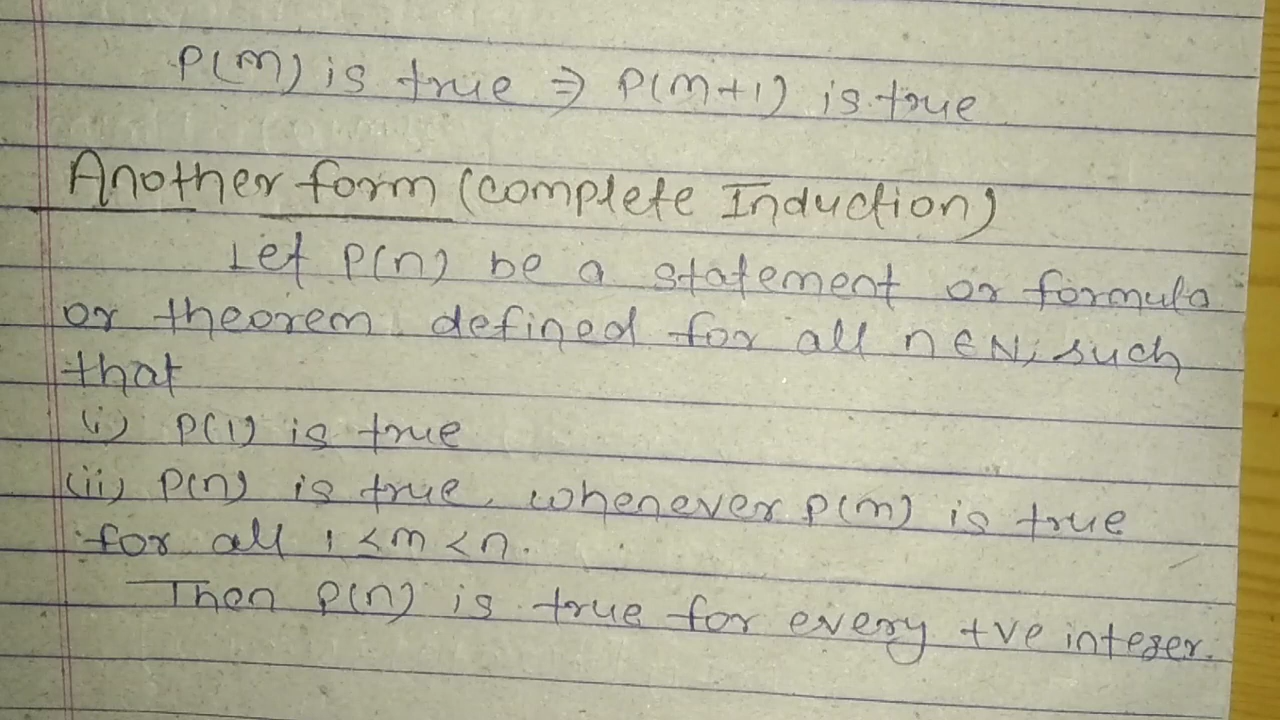 P(m) is true ⇒ P(m+1) is true
Another form (complete Induction)
Let P(n) be a statement or formula
or theorem defined for all n ∈ N, such
that
(i) P(1) is true
(ii) P(n) is true, whenever P(m) is true
for all 1 < m < n.
Then P(n) is true for every +ve integer.